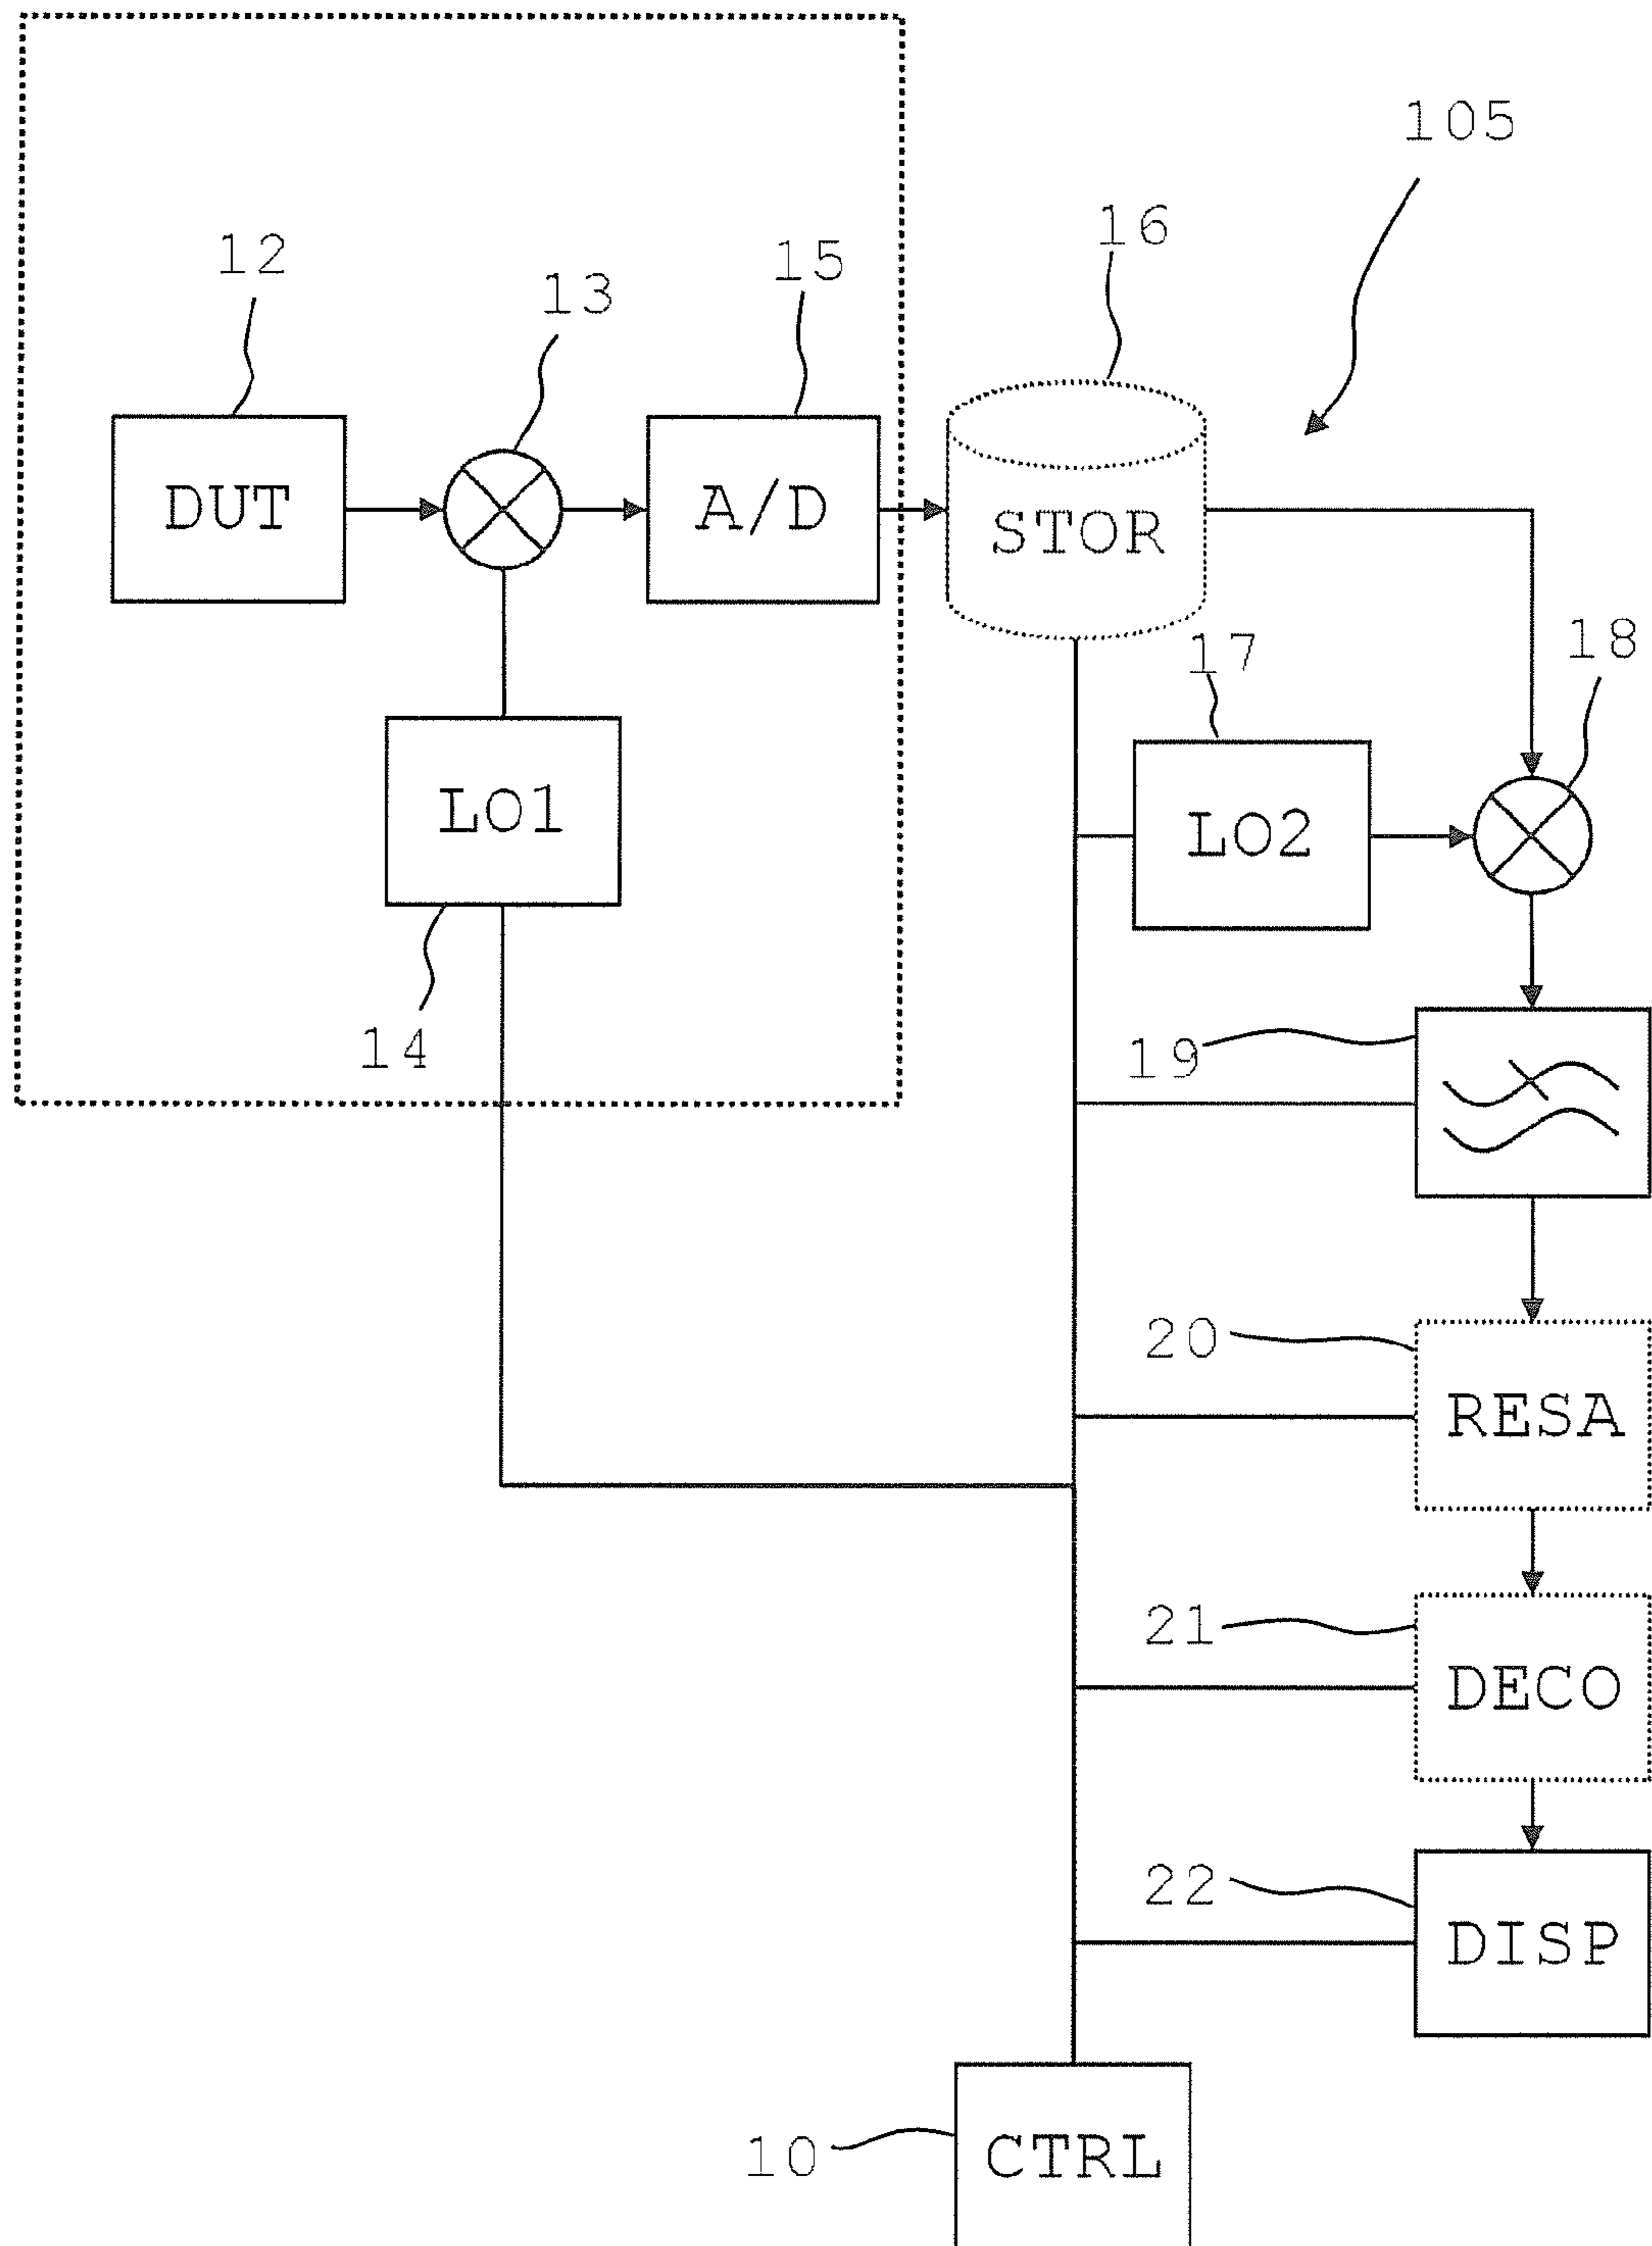 105
16
12
15
13
DUT
A/D
STOR
17
18
LO1
LO2
14
19
20
RESA
21
DECO
22
DISP
10
CTRL